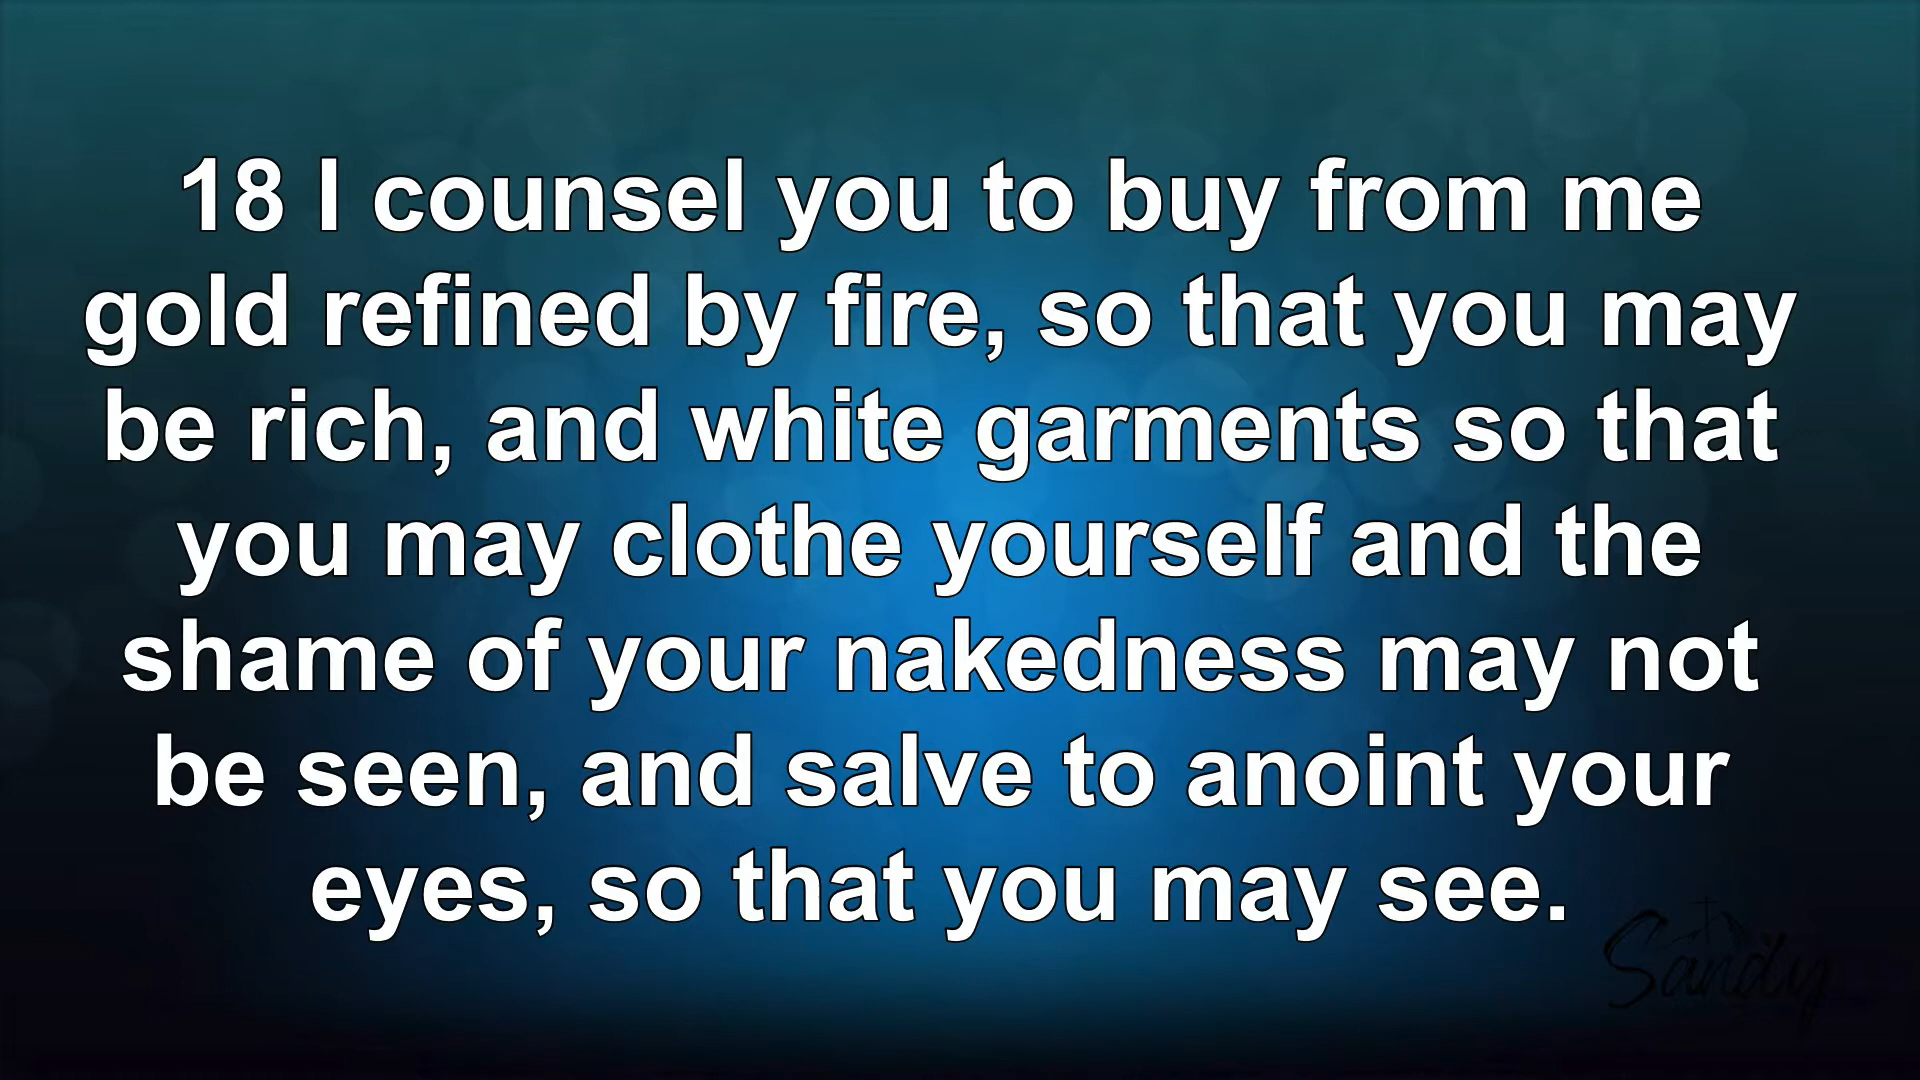 18 I counsel you to buy from me
gold refined by fire, so that you may
be rich, and white garments so that
you may clothe yourself and the
shame of your nakedness may not
be seen, and salve to anoint your
eyes, so that you may see.
Sandy